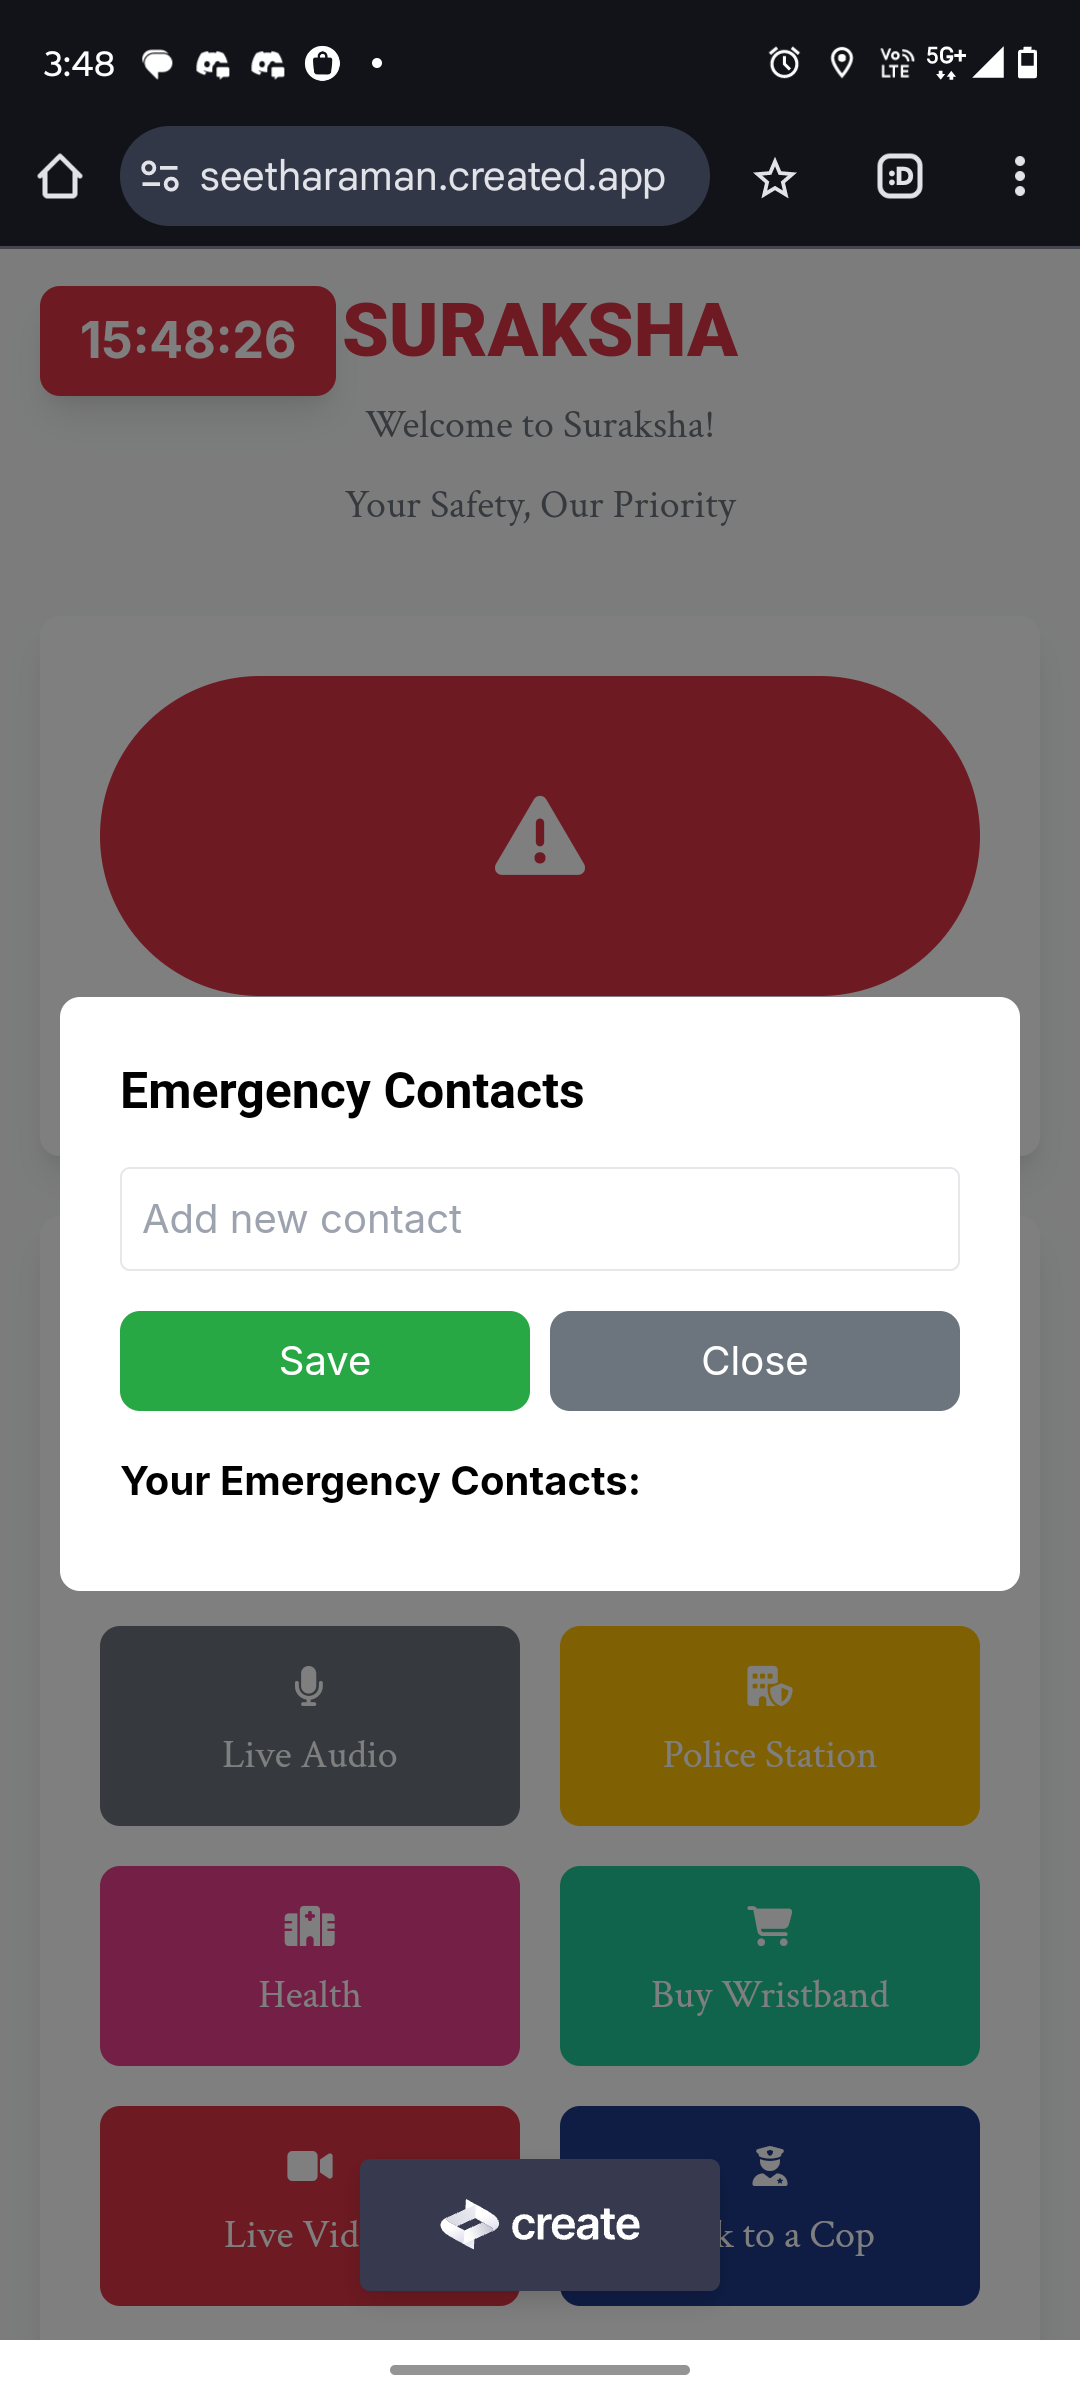 3:48
Vo LTE 5G+
seetharaman.created.app
:D
15:48:26
SURAKSHA
Welcome to Suraksha!
Your Safety, Our Priority
Emergency Contacts
Add new contact
Save Close
Your Emergency Contacts:
Live Audio Police Station
Health Buy Wristband
create
Live Vid k to a Cop